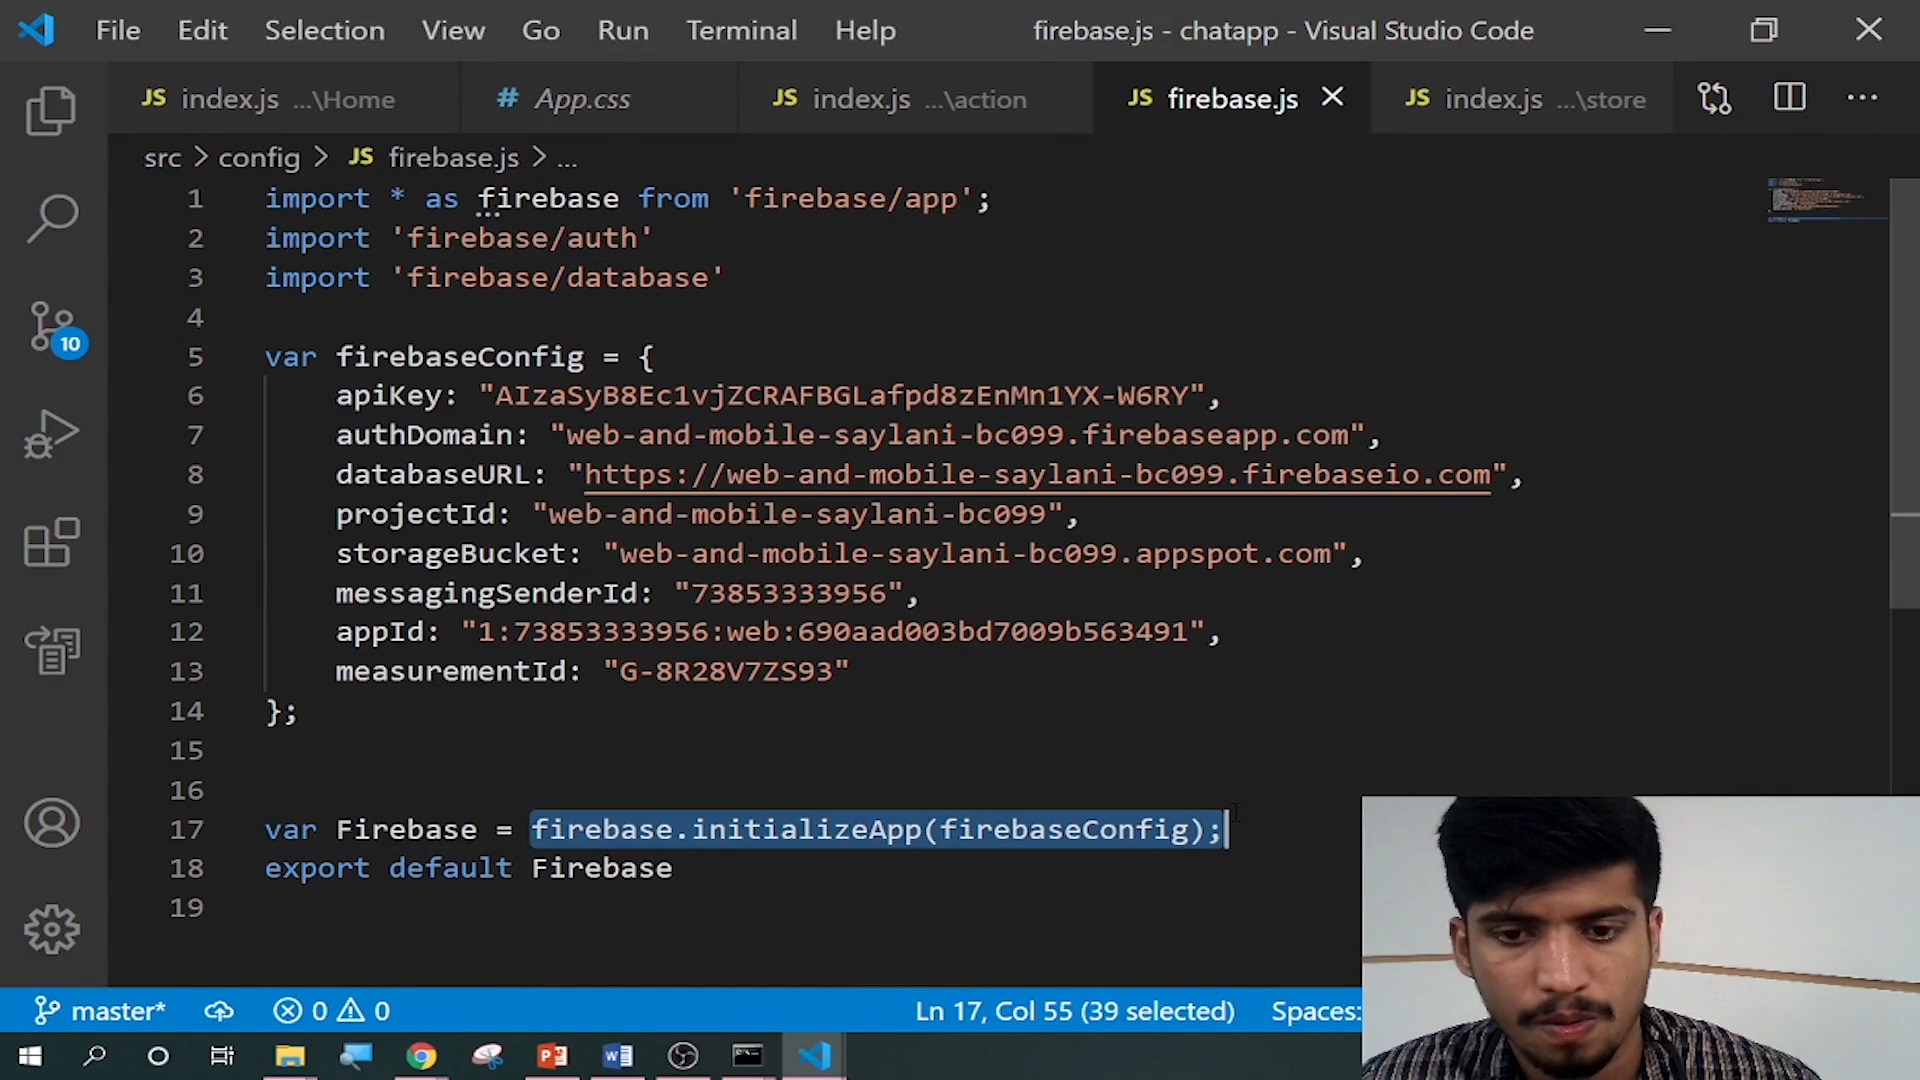 File Edit Selection View Go Run Terminal Help firebase.js - chatapp - Visual Studio Code
JS index.js ...\Home # App.css JS index.js ...\action JS firebase.js JS index.js ...\store
src > config > JS firebase.js > ...
1 import * as firebase from 'firebase/app';
2 import 'firebase/auth'
3 import 'firebase/database'
4
5 var firebaseConfig = {
6 apiKey: "AIzaSyB8Ec1vjZCRAFBGLafpd8zEnMn1YX-W6RY",
7 authDomain: "web-and-mobile-saylani-bc099.firebaseapp.com",
8 databaseURL: "https://web-and-mobile-saylani-bc099.firebaseio.com",
9 projectId: "web-and-mobile-saylani-bc099",
10 storageBucket: "web-and-mobile-saylani-bc099.appspot.com",
11 messagingSenderId: "73853333956",
12 appId: "1:73853333956:web:690aad003bd7009b563491",
13 measurementId: "G-8R28V7ZS93"
14 };
15
16
17 var Firebase = firebase.initializeApp(firebaseConfig);
18 export default Firebase
19
10
master* 0 0 Ln 17, Col 55 (39 selected) Spaces: